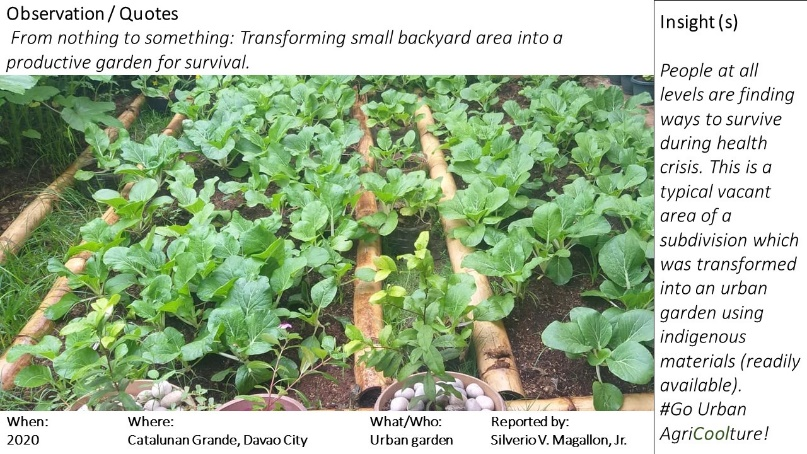 Observation / Quotes
From nothing to something: Transforming small backyard area into a
productive garden for survival.
Insight (s)
People at all
levels are finding
ways to survive
during health
crisis. This is a
typical vacant
area of a
subdivision which
was transformed
into an urban
garden using
indigenous
materials (readily
available).
#Go Urban
AgriCoolture!
When:
2020
Where:
Catalunan Grande, Davao City
What/Who:
Urban garden
Reported by:
Silverio V. Magallon, Jr.